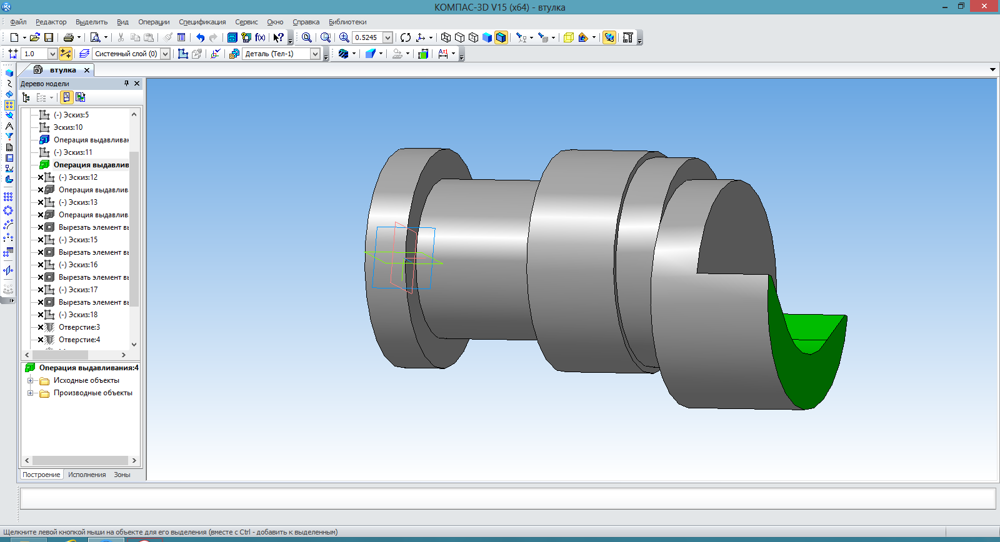 КОМПАС-3D V15 (x64) - втулка
Файл Редактор Выделить Вид Операции Спецификация Сервис Окно Справка Библиотеки
f(x) 0.5245
1.0 Системный слой (0) Деталь (Тел-1)
втулка
Дерево модели
(-) Эскиз:5
Эскиз:10
Операция выдавливан
(-) Эскиз:11
Операция выдавлив
(-) Эскиз:12
Операция выдавлив
(-) Эскиз:13
Операция выдавлив
Вырезать элемент вы
(-) Эскиз:15
Вырезать элемент вы
(-) Эскиз:16
Вырезать элемент вы
(-) Эскиз:17
Вырезать элемент вы
(-) Эскиз:18
Отверстие:3
Отверстие:4
Операция выдавливания:4
Исходные объекты
Производные объекты
Построение Исполнения Зоны
Щелкните левой кнопкой мыши на объекте для его выделения (вместе с Ctrl - добавить к выделенным)